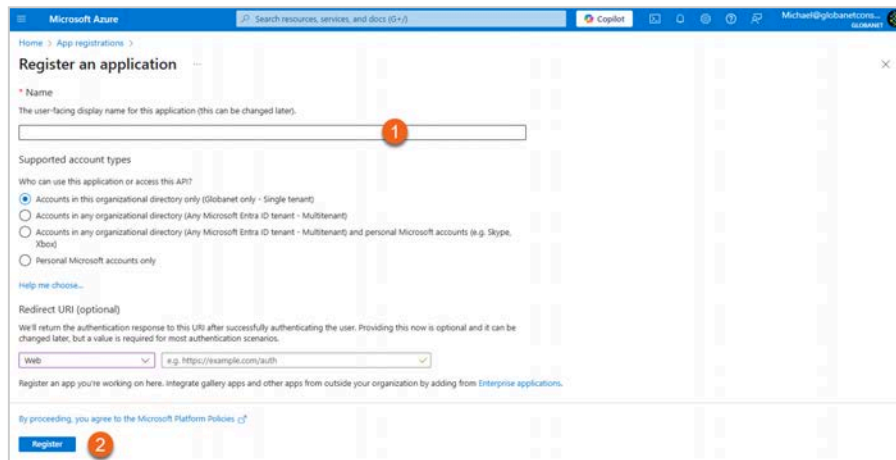 Microsoft Azure
Search resources, services, and docs (G+/)
Copilot
Michael@globanetcons...
GLOBANET
Home > App registrations >
Register an application ...
* Name
The user-facing display name for this application (this can be changed later).
1
Supported account types
Who can use this application or access this API?
Accounts in this organizational directory only (Globanet only - Single tenant)
Accounts in any organizational directory (Any Microsoft Entra ID tenant - Multitenant)
Accounts in any organizational directory (Any Microsoft Entra ID tenant - Multitenant) and personal Microsoft accounts (e.g. Skype,
Xbox)
Personal Microsoft accounts only
Help me choose...
Redirect URI (optional)
We'll return the authentication response to this URI after successfully authenticating the user. Providing this now is optional and it can be
changed later, but a value is required for most authentication scenarios.
Web
e.g. https://example.com/auth
Register an app you're working on here. Integrate gallery apps and other apps from outside your organization by adding from Enterprise applications.
By proceeding, you agree to the Microsoft Platform Policies
Register
2